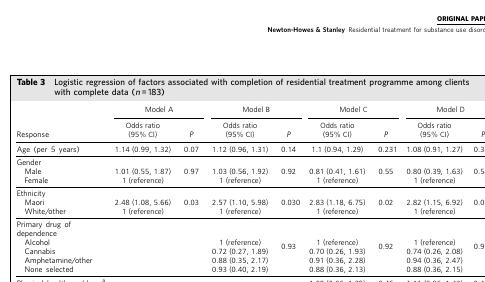 ORIGINAL PAP
Newton-Howes & Stanley Residential treatment for substance use disor
Table 3 Logistic regression of factors associated with completion of residential treatment programme among clients
with complete data (n = 183)
Model A Model B Model C Model D
Odds ratio Odds ratio Odds ratio Odds ratio
Response (95% CI) P (95% CI) P (95% CI) P (95% CI) P
Age (per 5 years) 1.14 (0.99, 1.32) 0.07 1.12 (0.96, 1.31) 0.14 1.1 (0.94, 1.29) 0.231 1.08 (0.91, 1.27) 0.3
Gender
Male 1.01 (0.55, 1.87) 0.97 1.03 (0.56, 1.92) 0.92 0.81 (0.41, 1.61) 0.55 0.80 (0.39, 1.63) 0.5
Female 1 (reference) 1 (reference) 1 (reference) 1 (reference)
Ethnicity
Maori 2.48 (1.08, 5.66) 0.03 2.57 (1.10, 5.98) 0.030 2.83 (1.18, 6.75) 0.02 2.82 (1.15, 6.92) 0.0
White/other 1 (reference) 1 (reference) 1 (reference) 1 (reference)
Primary drug of
dependence
Alcohol 1 (reference) 0.93 1 (reference) 0.92 1 (reference) 0.9
Cannabis 0.72 (0.27, 1.89) 0.70 (0.26, 1.93) 0.74 (0.26, 2.08)
Amphetamine/other 0.88 (0.35, 2.17) 0.91 (0.36, 2.28) 0.94 (0.36, 2.47)
None selected 0.93 (0.40, 2.19) 0.88 (0.36, 2.13) 0.88 (0.36, 2.15)